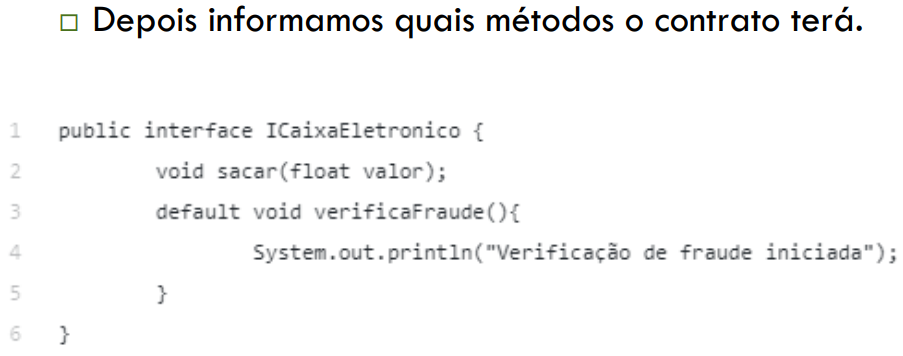 Depois informamos quais métodos o contrato terá.
1 public interface ICaixaEletronico {
2 void sacar(float valor);
3 default void verificaFraude(){
4 System.out.println("Verificação de fraude iniciada");
5 }
6 }